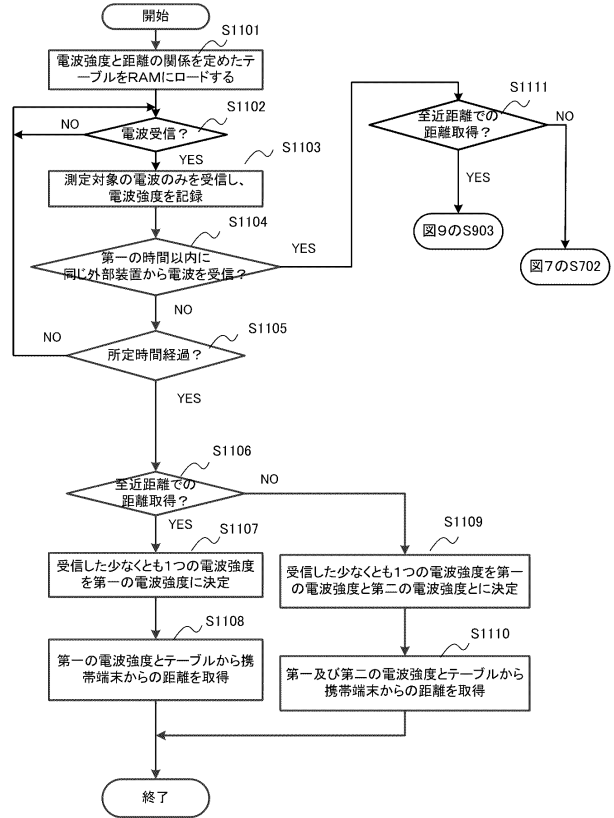 開始
S1101
電波強度と距離の関係を定めたテ
ーブルをRAMにロードする
S1102
電波受信？
NO
YES
S1103
測定対象の電波のみを受信し、
電波強度を記録
S1104
第一の時間以内に
同じ外部装置から電波を受信？
YES
NO
S1111
至近距離での
距離取得？
NO
YES
図９のS903
図７のS702
S1105
所定時間経過？
NO
YES
S1106
至近距離での
距離取得？
NO
YES
S1107
受信した少なくとも１つの電波強度
を第一の電波強度に決定
S1109
受信した少なくとも１つの電波強度を第一
の電波強度と第二の電波強度とに決定
S1108
第一の電波強度とテーブルから携
帯端末からの距離を取得
S1110
第一及び第二の電波強度とテーブルから
携帯端末からの距離を取得
終了